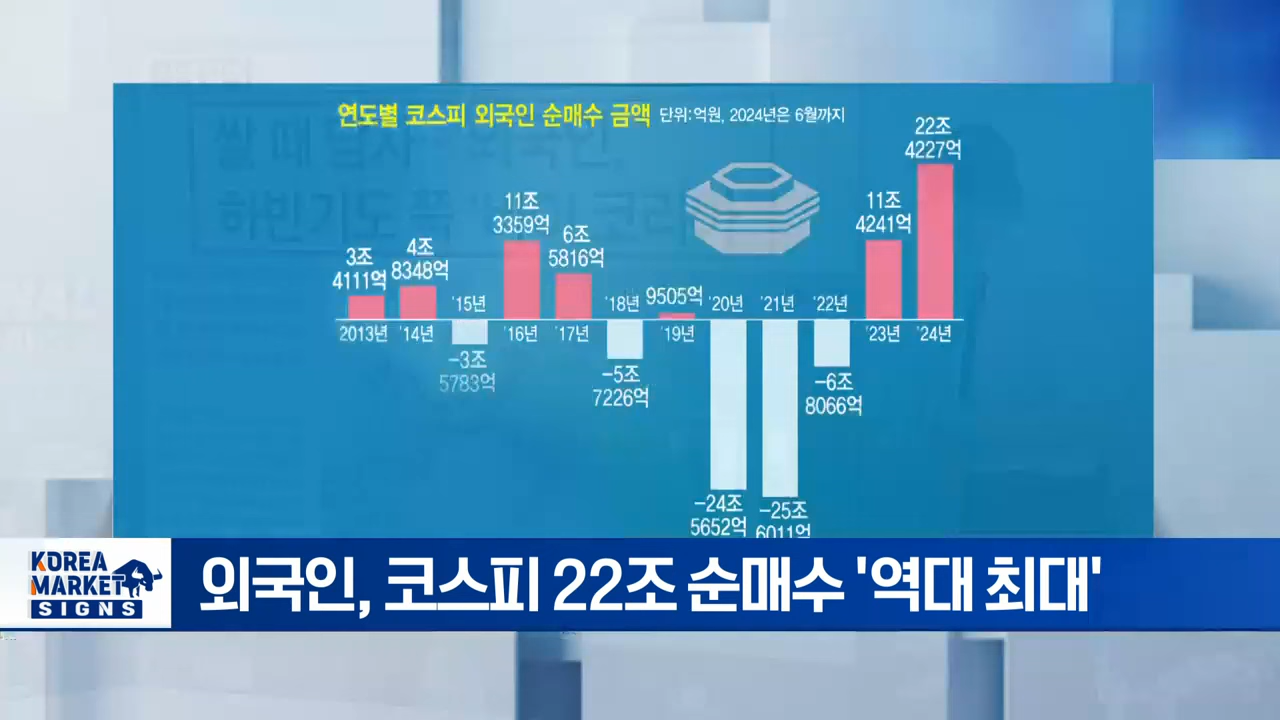 연도별 코스피 외국인 순매수 금액 단위:억원, 2024년은 6월까지
3조
4111억
2013년
4조
8348억
'14년
'15년
-3조
5783억
11조
3359억
'16년
6조
5816억
'17년
'18년
-5조
7226억
9505억
'19년
'20년
-24조
5652억
'21년
-25조
6011억
'22년
-6조
8066억
11조
4241억
'23년
22조
4227억
'24년
KOREA
MARKET
SIGNS
외국인, 코스피 22조 순매수 '역대 최대'